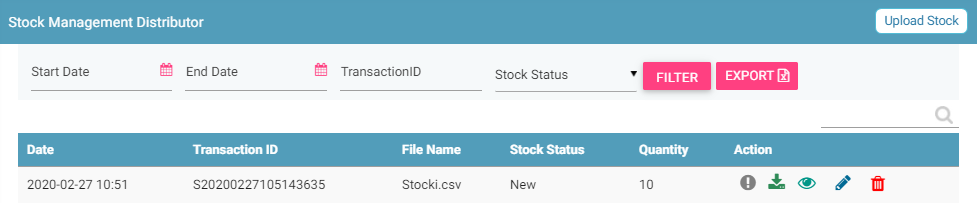 Stock Management Distributor Upload Stock
Start Date End Date TransactionID Stock Status FILTER EXPORT
Date Transaction ID File Name Stock Status Quantity Action
2020-02-27 10:51 S20200227105143635 Stocki.csv New 10